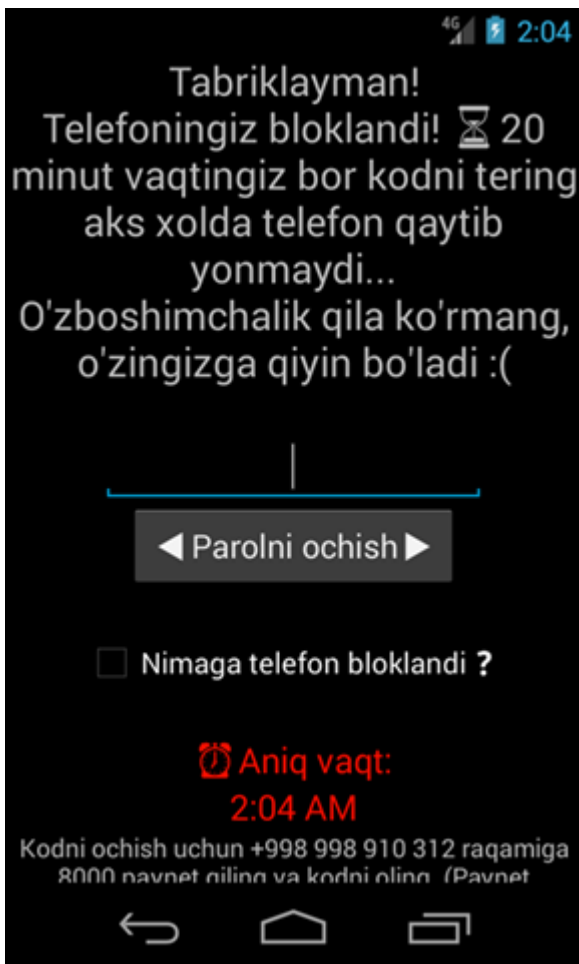 4G 2:04
Tabriklayman!
Telefoningiz bloklandi! ⏳ 20
minut vaqtingiz bor kodni tering
aks xolda telefon qaytib
yonmaydi...
O'zboshimchalik qila ko'rmang,
o'zingizga qiyin bo'ladi :(
◀ Parolni ochish ▶
Nimaga telefon bloklandi ?
⏰ Aniq vaqt:
2:04 AM
Kodni ochish uchun +998 998 910 312 raqamiga
8000 paynet qiling va kodni oling. (Paynet